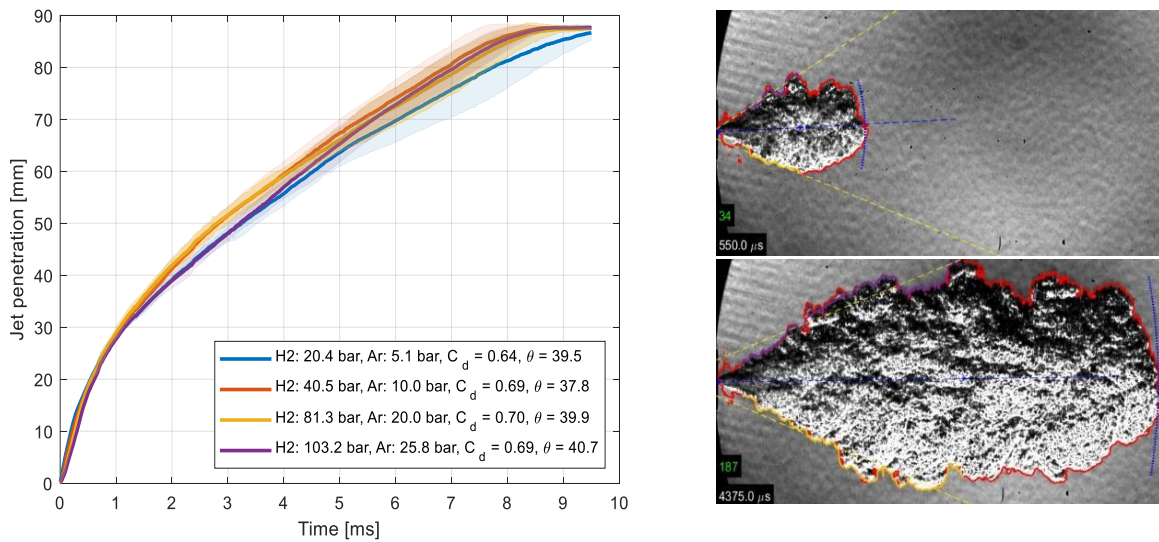 90
80
70
60
50
40
30
20
10
0
Jet penetration [mm]
0 1 2 3 4 5 6 7 8 9 10
Time [ms]
H2: 20.4 bar, Ar: 5.1 bar, C d = 0.64, θ = 39.5
H2: 40.5 bar, Ar: 10.0 bar, C d = 0.69, θ = 37.8
H2: 81.3 bar, Ar: 20.0 bar, C d = 0.70, θ = 39.9
H2: 103.2 bar, Ar: 25.8 bar, C d = 0.69, θ = 40.7
34
550.0 μs
187
4375.0 μs